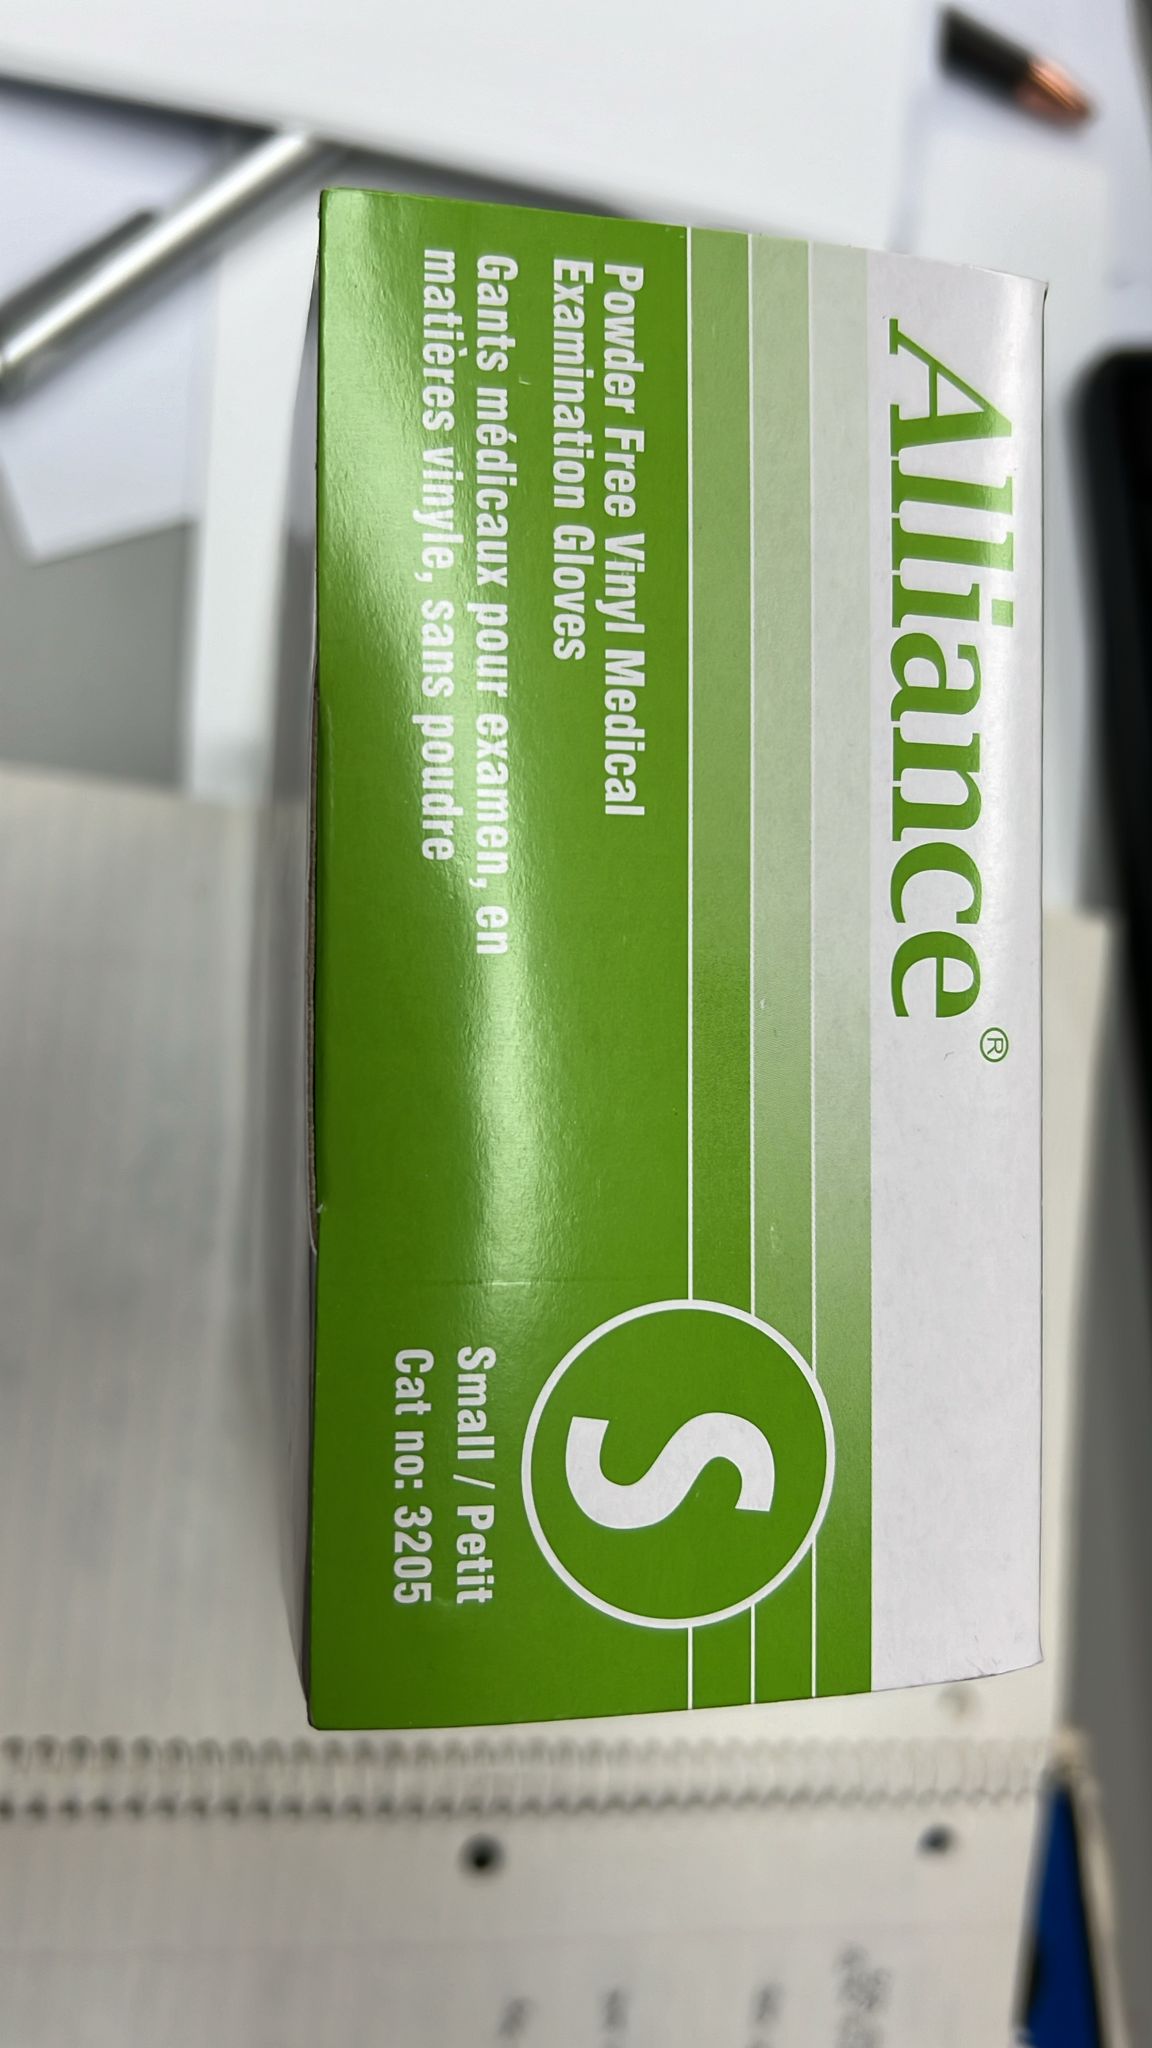 Alliance®
Powder Free Vinyl Medical
Examination Gloves
Gants médicaux pour examen, en
matières vinyle, sans poudre
S
Small / Petit
Cat no: 3205